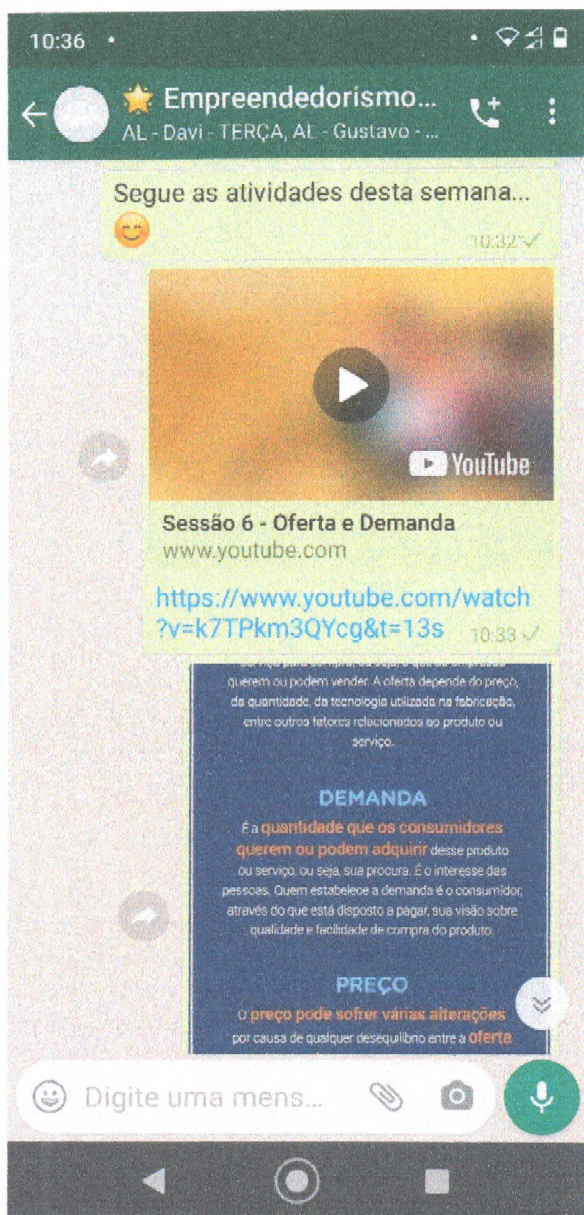 10:36
Empreendedorismo...
AL - Davi - TERÇA, AL - Gustavo - ...
Segue as atividades desta semana...
10:32
YouTube
Sessão 6 - Oferta e Demanda
www.youtube.com
https://www.youtube.com/watch
?v=k7TPkm3QYcg&t=13s
10:33
querem ou podem vender. A oferta depende do preço,
da quantidade, da tecnologia utilizada na fabricação,
entre outros fatores relacionados ao produto ou
serviço.
DEMANDA
É a quantidade que os consumidores
querem ou podem adquirir desse produto
ou serviço, ou seja, sua procura. É o interesse das
pessoas. Quem estabelece a demanda é o consumidor,
através do que está disposto a pagar, sua visão sobre
qualidade e facilidade de compra do produto.
PREÇO
O preço pode sofrer várias alterações
por causa de qualquer desequilíbrio entre a oferta
Digite uma mens...